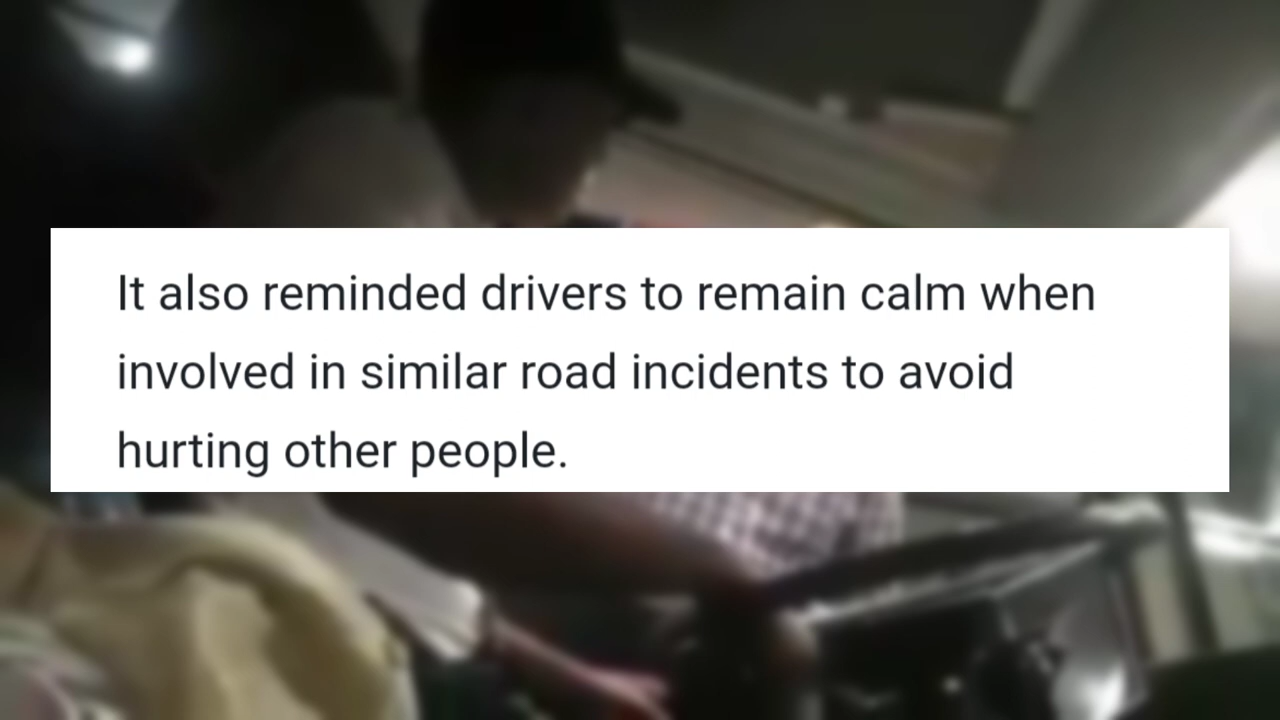 It also reminded drivers to remain calm when
involved in similar road incidents to avoid
hurting other people.